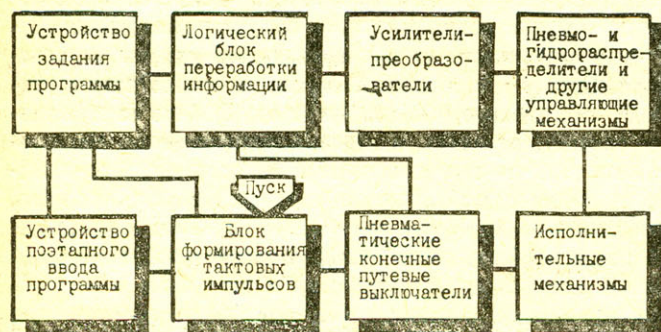 Устройство
задания
программы
Логический
блок
переработки
информации
Усилители-
преобразо-
ватели
Пневмо- и
гидрораспре-
делители и
другие
управляющие
механизмы
Пуск
Устройство
поэтапного
ввода
программы
Блок
формирования
тактовых
импульсов
Пневма-
тические
конечные
путевые
выключатели
Исполни-
тельные
механизмы